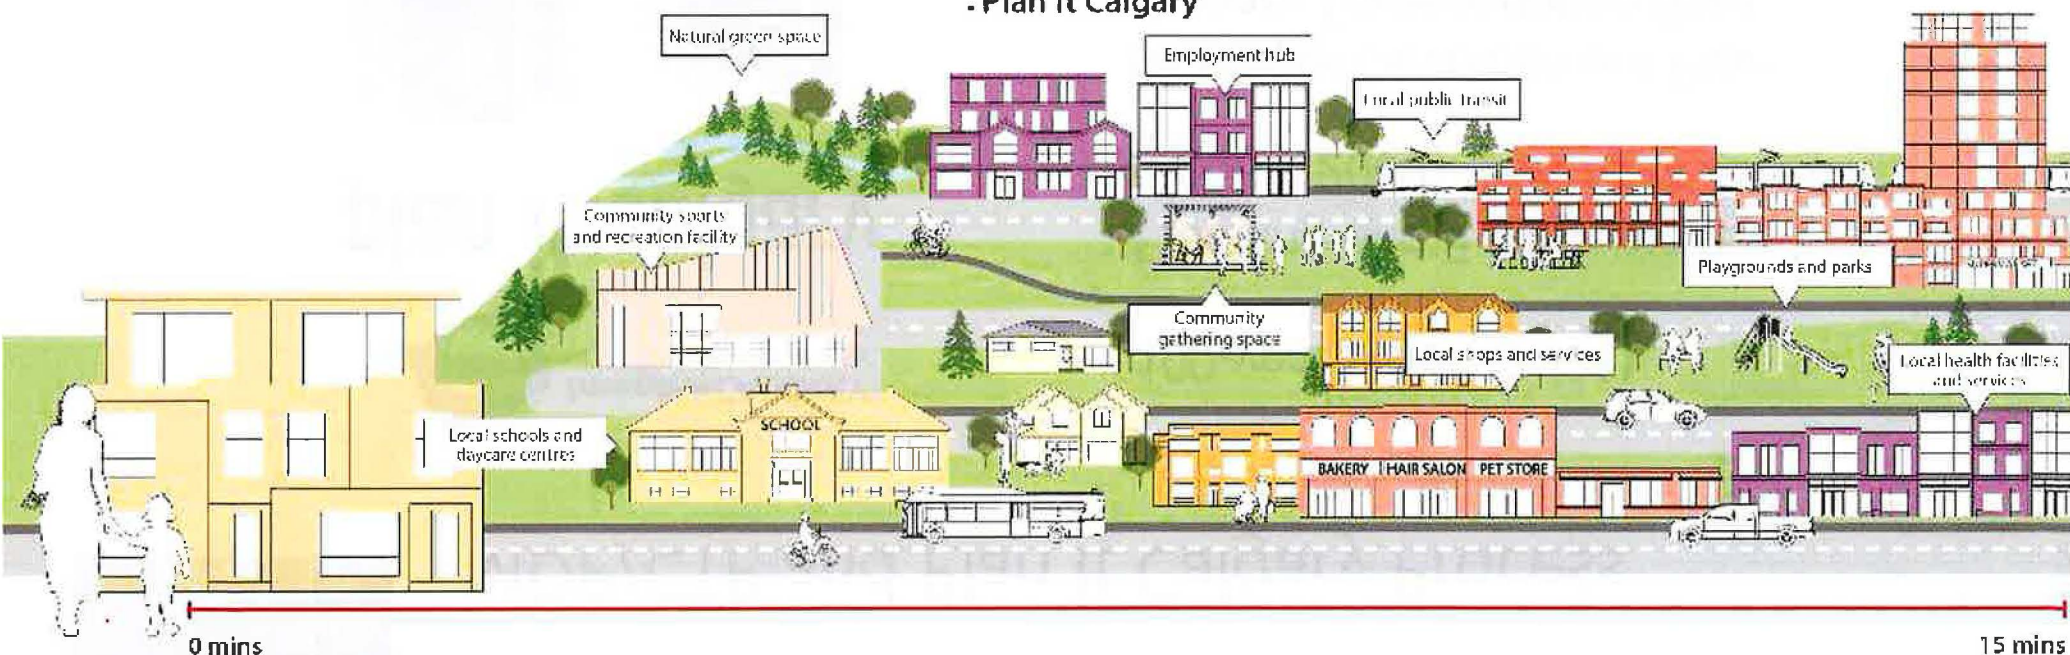 . Plan It Calgary
Natural green space
Employment hub
Local public transit
Community sports
and recreation facility
Playgrounds and parks
Community
gathering space
Local shops and services
Local health facilities
and services
Local schools and
daycare centres
SCHOOL
BAKERY HAIR SALON PET STORE
0 mins
15 mins